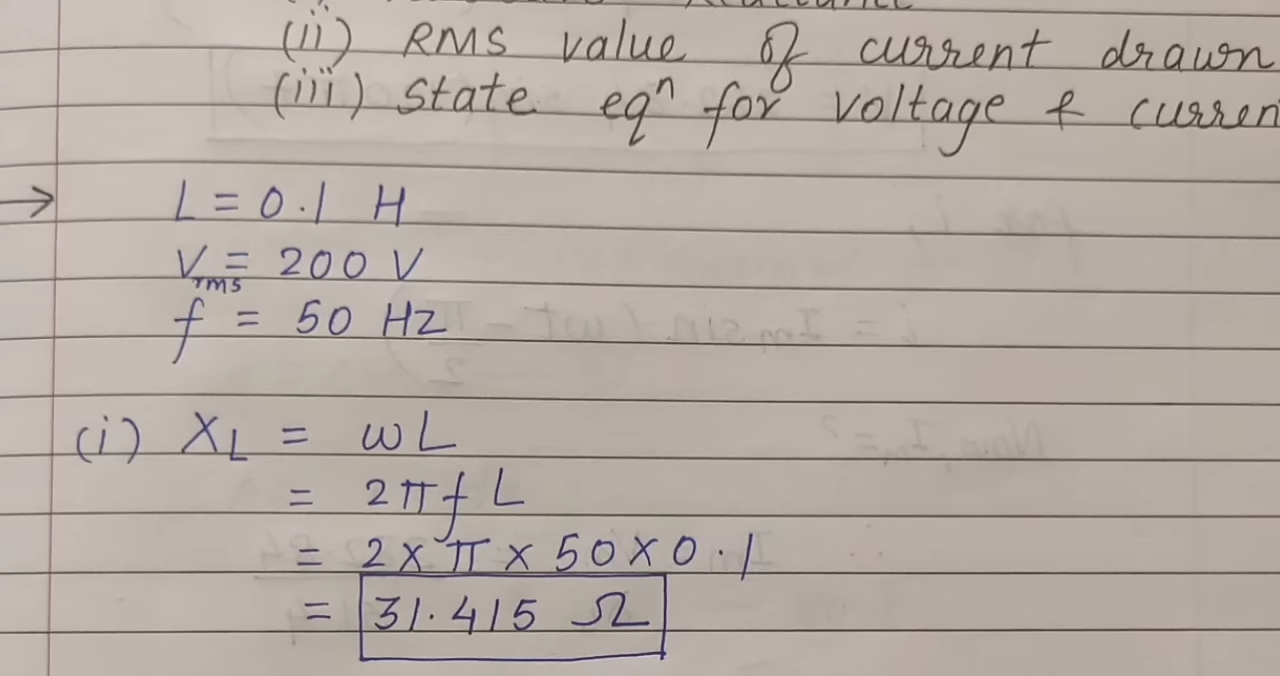 (ii) RMS value of current drawn
(iii) State eqⁿ for voltage & curren
→ L = 0.1 H
Vrms = 200 V
f = 50 Hz
(i) XL = ωL
= 2πfL
= 2×π×50×0.1
= 31.415 Ω